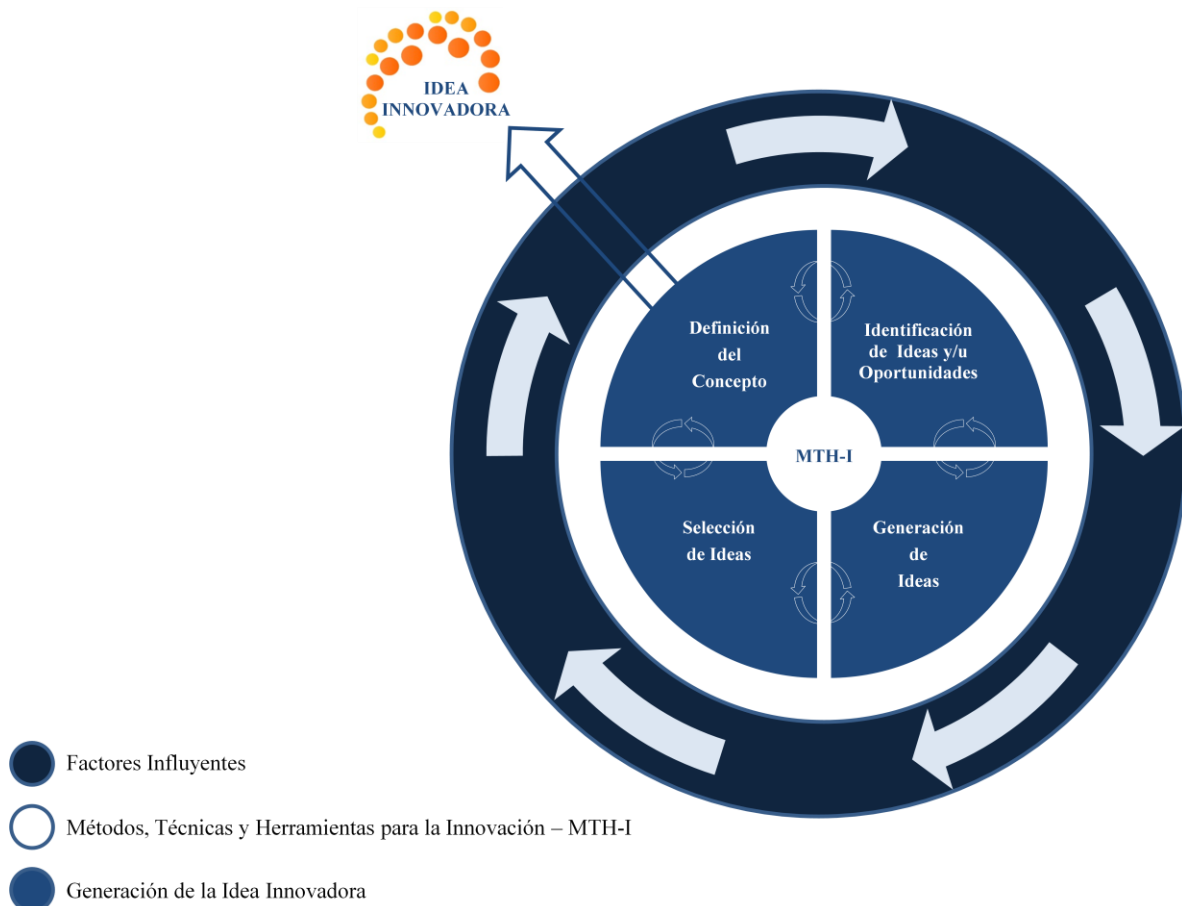 IDEA
INNOVADORA
Definición
del
Concepto
Identificación
de Ideas y/u
Oportunidades
MTH-I
Selección
de Ideas
Generación
de
Ideas
Factores Influyentes
Métodos, Técnicas y Herramientas para la Innovación – MTH-I
Generación de la Idea Innovadora